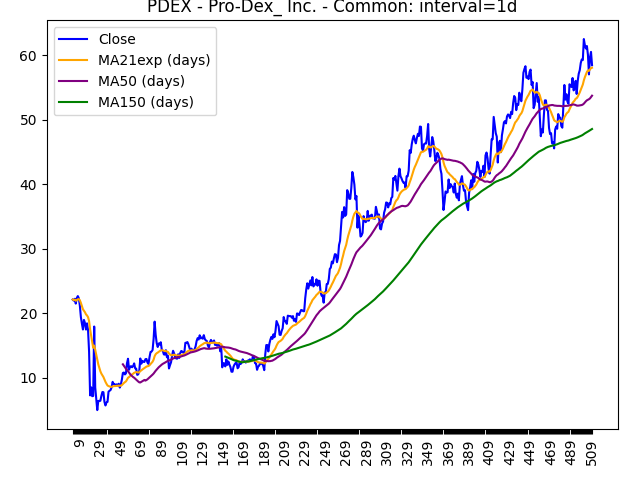 PDEX - Pro-Dex_ Inc. - Common: interval=1d
Close
MA21exp (days)
MA50 (days)
MA150 (days)
60
50
40
30
20
10
9 29 49 69 89 109 129 149 169 189 209 229 249 269 289 309 329 349 369 389 409 429 449 469 489 509